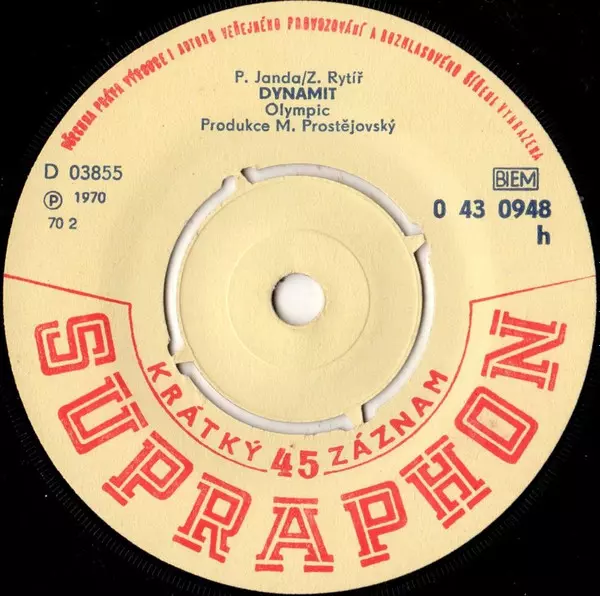 VŠECHNA PRÁVA VÝROBCE I AUTORŮ VEŘEJNÉHO PROVOZOVÁNÍ A ROZHLASOVÉHO ŠÍŘENÍ VYHRAZENA
P. Janda/Z. Rytíř
DYNAMIT
Olympic
Produkce M. Prostějovský
D 03855
Ⓟ 1970
70 2
BIEM
0 43 0948
h
KRÁTKÝ 45 ZÁZNAM
SUPRAPHON